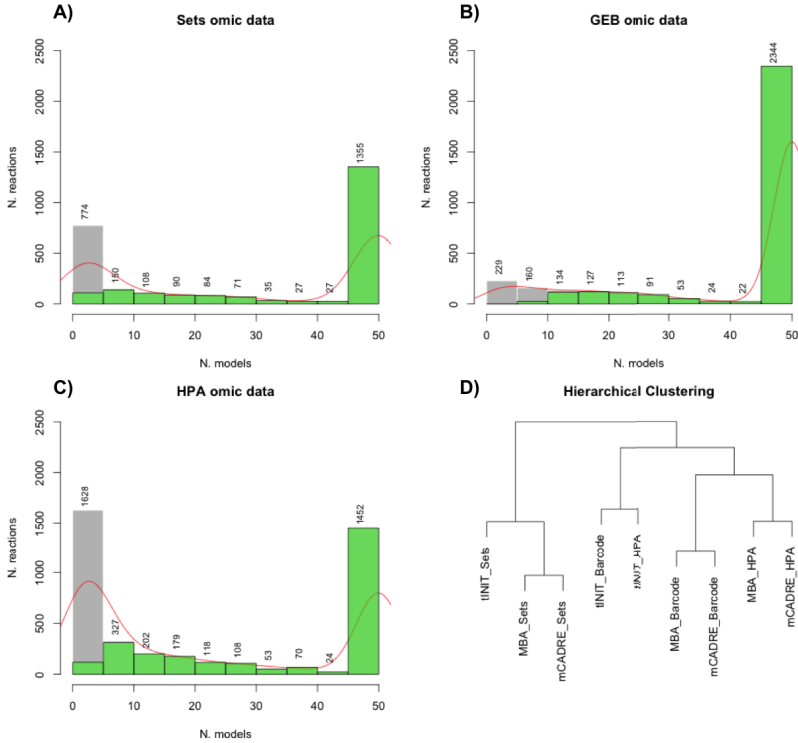 A)
Sets omic data
N. reactions
2500
2000
1500
1000
500
0
774
150
108
90
84
71
35
27
27
1355
0
10
20
30
40
50
N. models
B)
GEB omic data
N. reactions
2500
2000
1500
1000
500
0
229
160
134
127
113
91
53
24
22
2344
0
10
20
30
40
50
N. models
C)
HPA omic data
N. reactions
2500
2000
1500
1000
500
0
1628
327
202
179
118
108
53
70
24
1452
0
10
20
30
40
50
N. models
D)
Hierarchical Clustering
tINIT_Sets
MBA_Sets
mCADRE_Sets
tINIT_Barcode
tINIT_HPA
MBA_Barcode
mCADRE_Barcode
MBA_HPA
mCADRE_HPA